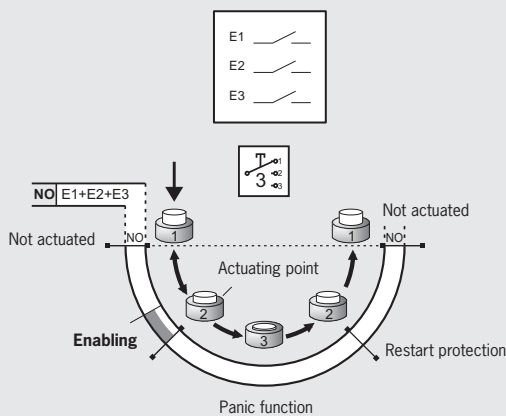 E1
E2
E3
1
2
3
3
NO E1+E2+E3
Not actuated
NO
1
1
NO
Not actuated
Actuating point
2
2
3
Enabling
Restart protection
Panic function